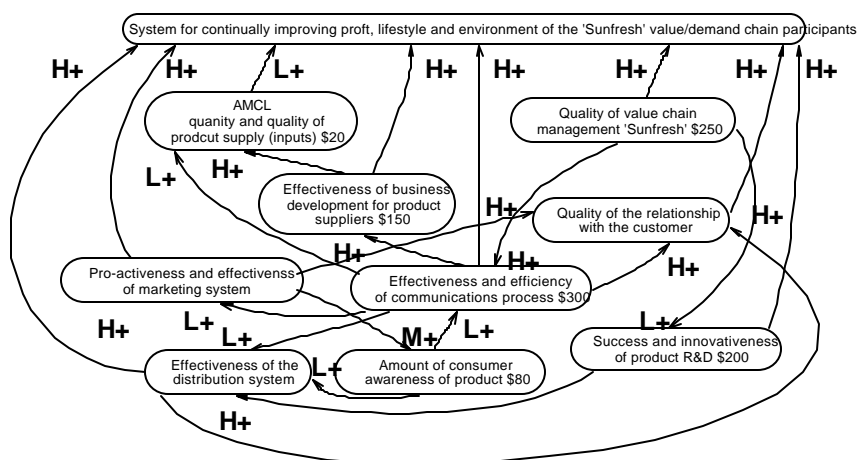 System for continually improving proft, lifestyle and environment of the 'Sunfresh' value/demand chain participants
H+
H+
L+
H+
H+
H+
H+
H+
AMCL
quanity and quality of
prodcut supply (inputs) $20
Quality of value chain
management 'Sunfresh' $250
L+
H+
Effectiveness of business
development for product
suppliers $150
H+
Quality of the relationship
with the customer
H+
H+
H+
H+
Pro-activeness and effectivenss
of marketing system
Effectiveness and efficiency
of communications process $300
H+
L+
L+
M+
L+
L+
Success and innovativeness
of product R&D $200
Effectiveness of the
distribution system
L+
Amount of consumer
awareness of product $80
H+